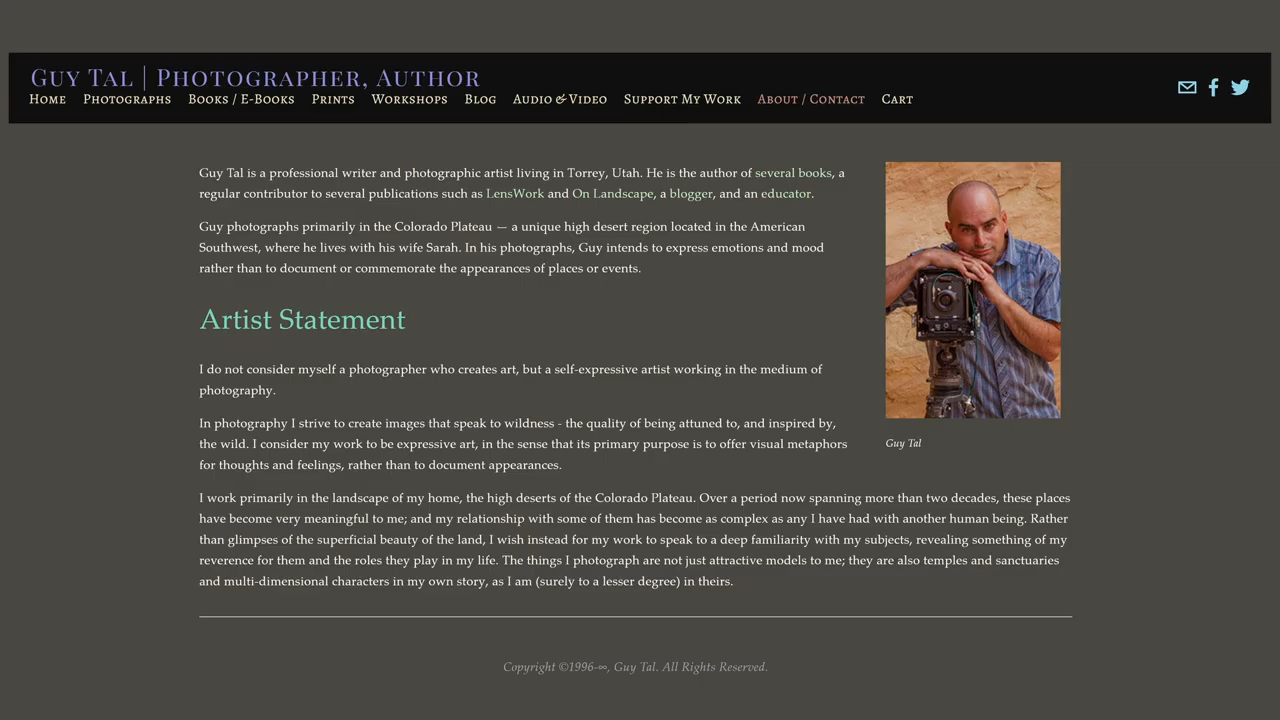 Guy Tal | Photographer, Author
Home Photographs Books / E-Books Prints Workshops Blog Audio & Video Support My Work About / Contact Cart
Guy Tal is a professional writer and photographic artist living in Torrey, Utah. He is the author of several books, a
regular contributor to several publications such as LensWork and On Landscape, a blogger, and an educator.
Guy photographs primarily in the Colorado Plateau — a unique high desert region located in the American
Southwest, where he lives with his wife Sarah. In his photographs, Guy intends to express emotions and mood
rather than to document or commemorate the appearances of places or events.
Guy Tal
Artist Statement
I do not consider myself a photographer who creates art, but a self-expressive artist working in the medium of
photography.
In photography I strive to create images that speak to wildness - the quality of being attuned to, and inspired by,
the wild. I consider my work to be expressive art, in the sense that its primary purpose is to offer visual metaphors
for thoughts and feelings, rather than to document appearances.
I work primarily in the landscape of my home, the high deserts of the Colorado Plateau. Over a period now spanning more than two decades, these places
have become very meaningful to me; and my relationship with some of them has become as complex as any I have had with another human being. Rather
than glimpses of the superficial beauty of the land, I wish instead for my work to speak to a deep familiarity with my subjects, revealing something of my
reverence for them and the roles they play in my life. The things I photograph are not just attractive models to me; they are also temples and sanctuaries
and multi-dimensional characters in my own story, as I am (surely to a lesser degree) in theirs.
Copyright ©1996-∞, Guy Tal. All Rights Reserved.